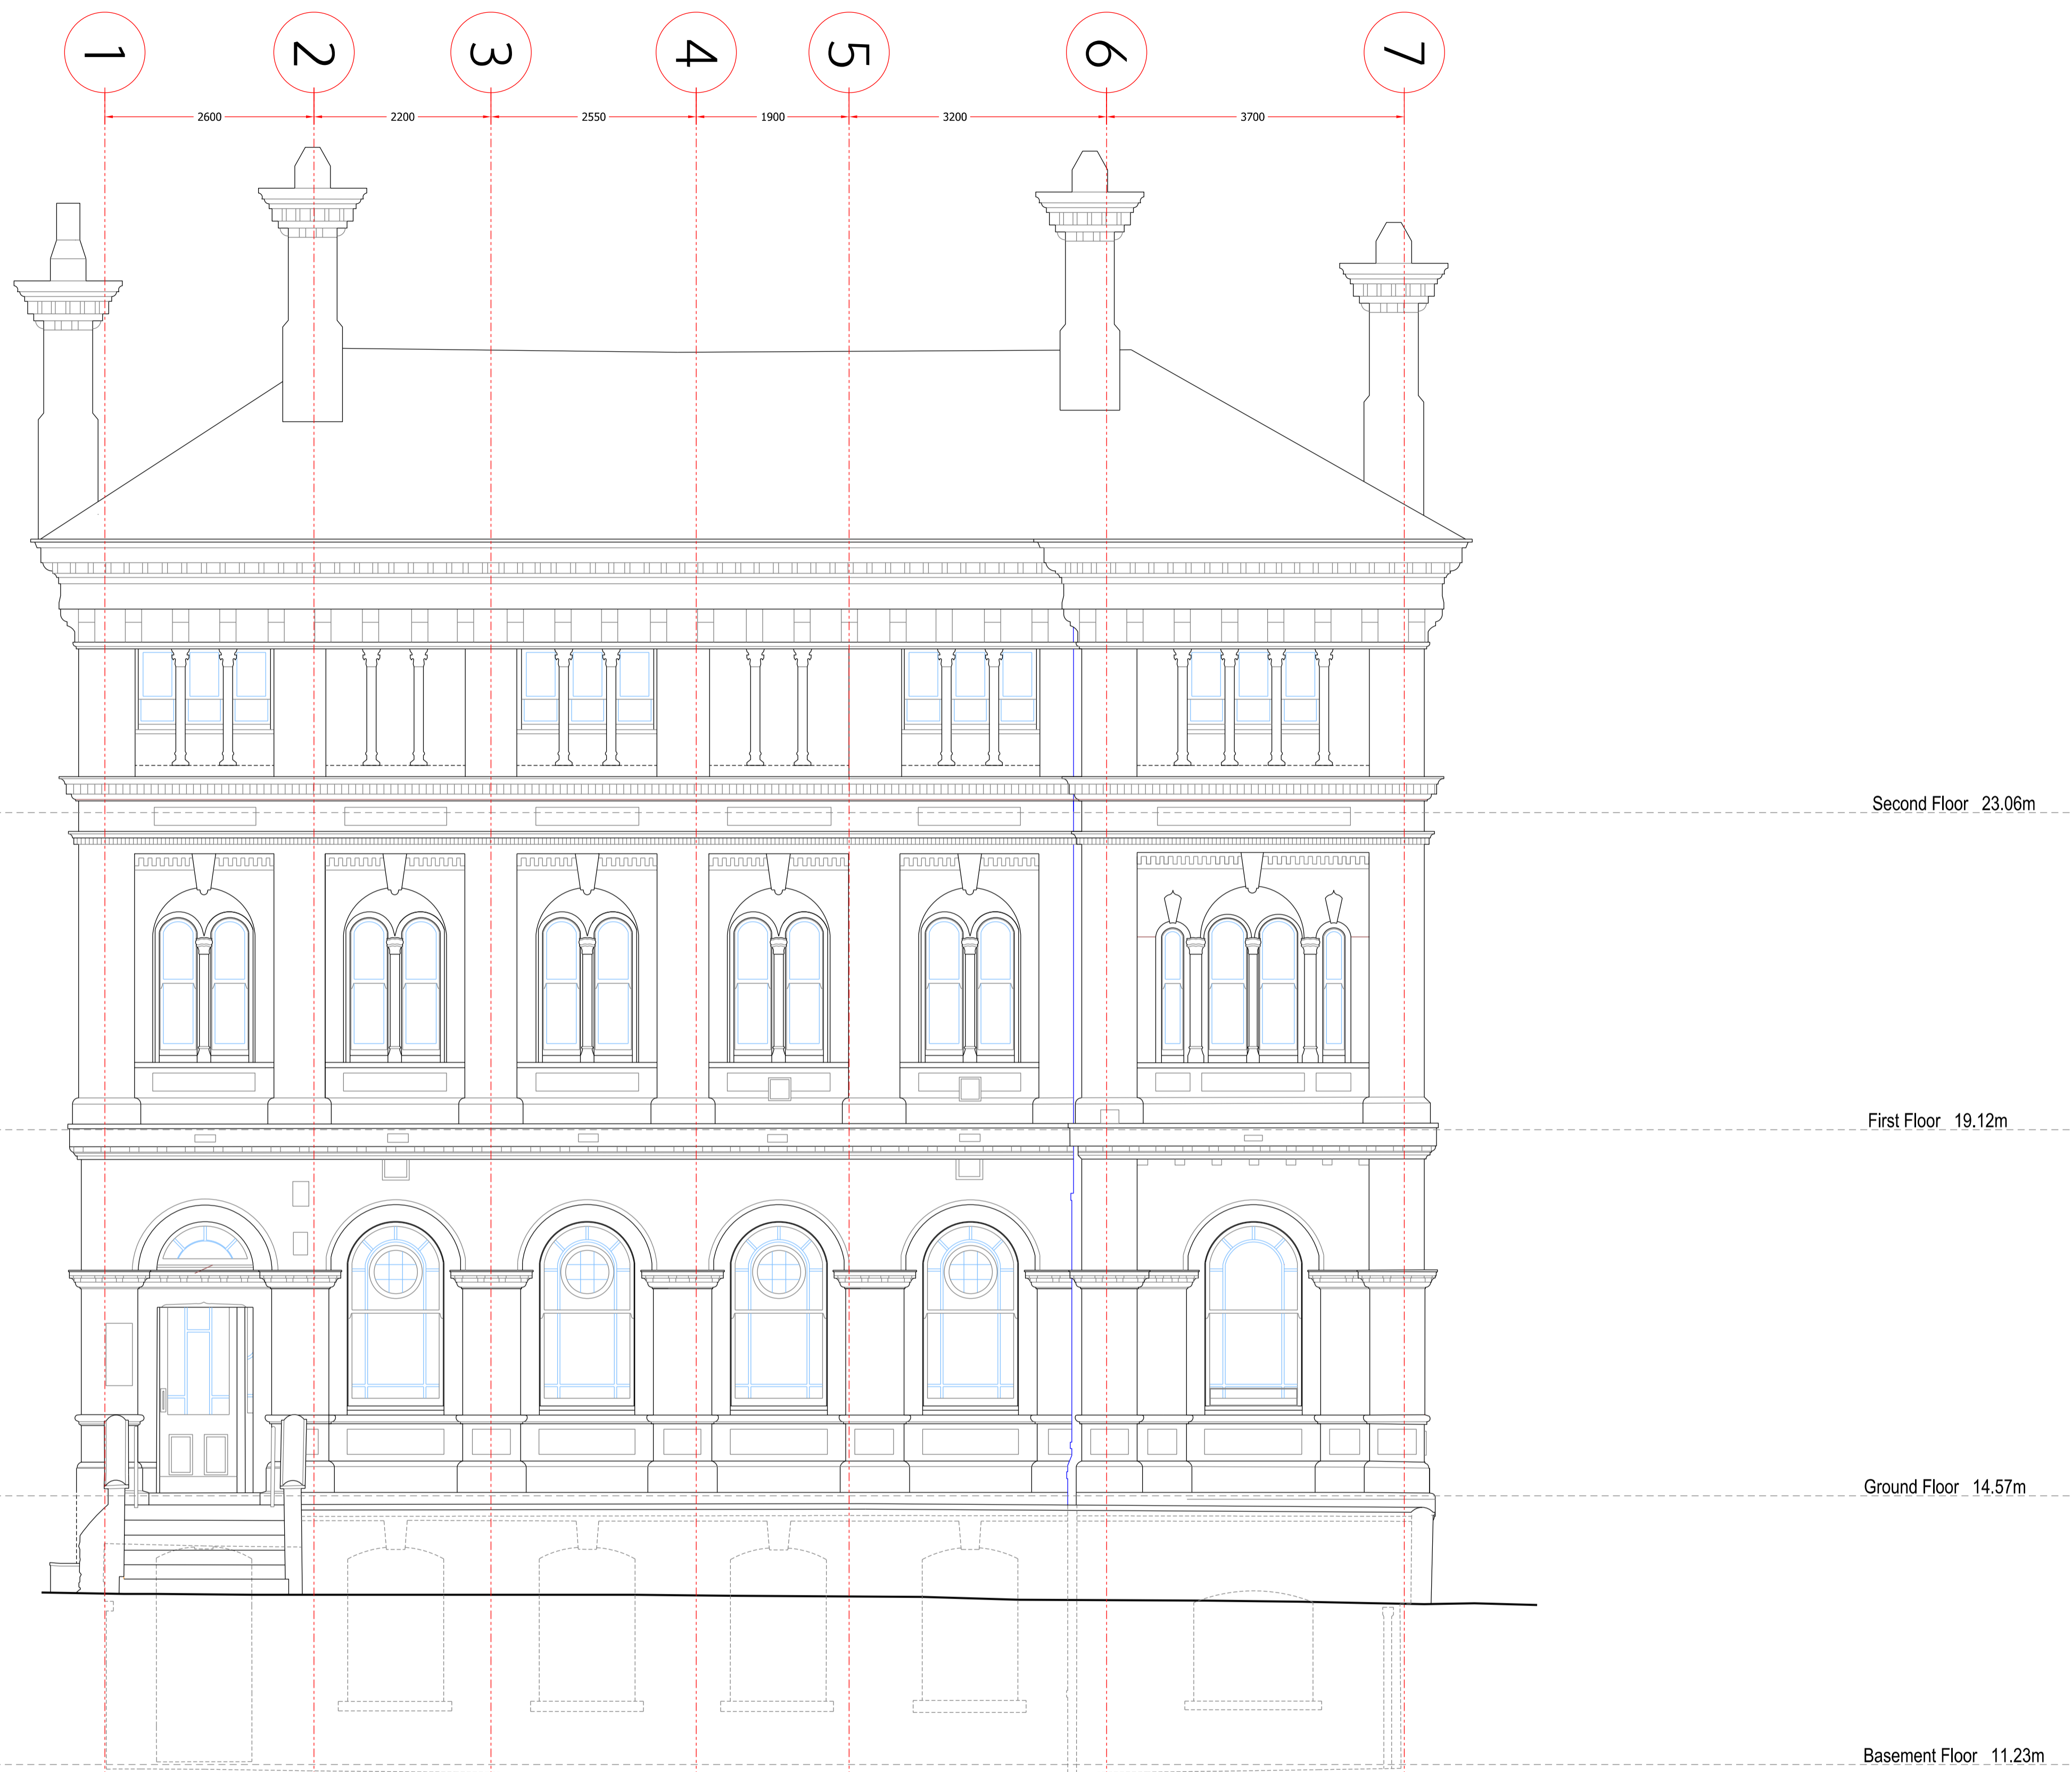 1 2 3 4 5 6 7
2600 2200 2550 1900 3200 3700
Second Floor 23.06m
First Floor 19.12m
Ground Floor 14.57m
Basement Floor 11.23m